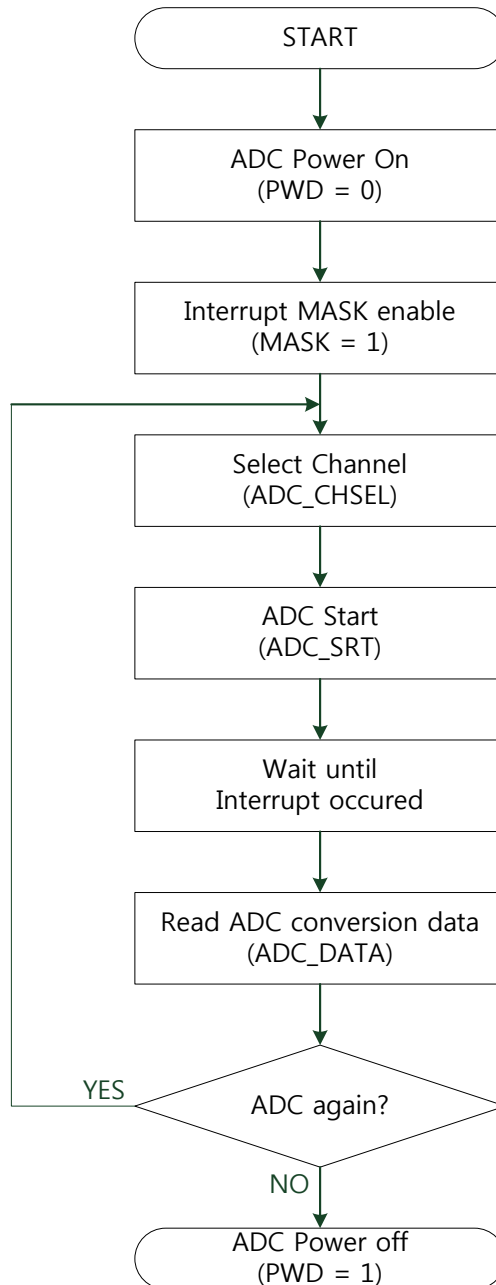 START
ADC Power On
(PWD = 0)
Interrupt MASK enable
(MASK = 1)
Select Channel
(ADC_CHSEL)
ADC Start
(ADC_SRT)
Wait until
Interrupt occured
Read ADC conversion data
(ADC_DATA)
YES
ADC again?
NO
ADC Power off
(PWD = 1)